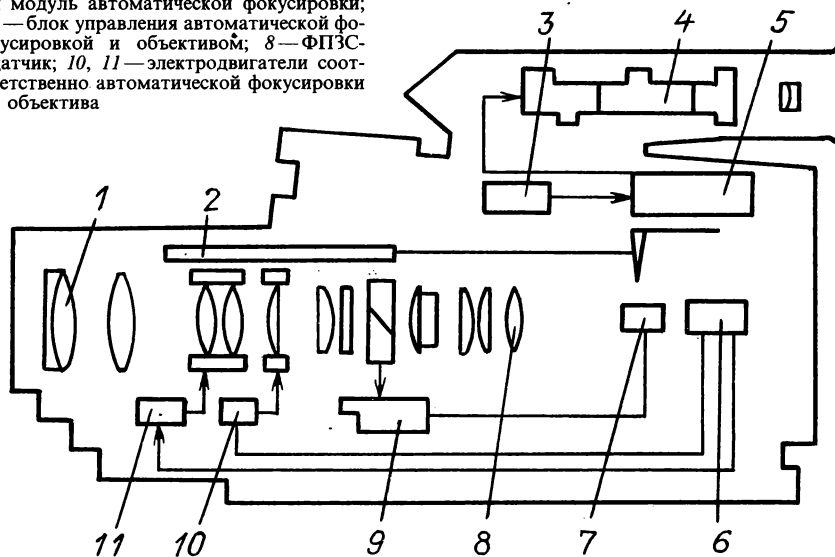 модуль автоматической фокусировки;
— блок управления автоматической фо-
усировкой и объективом; 8 — ФПЗС-
датчик; 10, 11 — электродвигатели соот-
етственно автоматической фокусировки
объектива
3 4 5
1 2
11 10 9 8 7 6